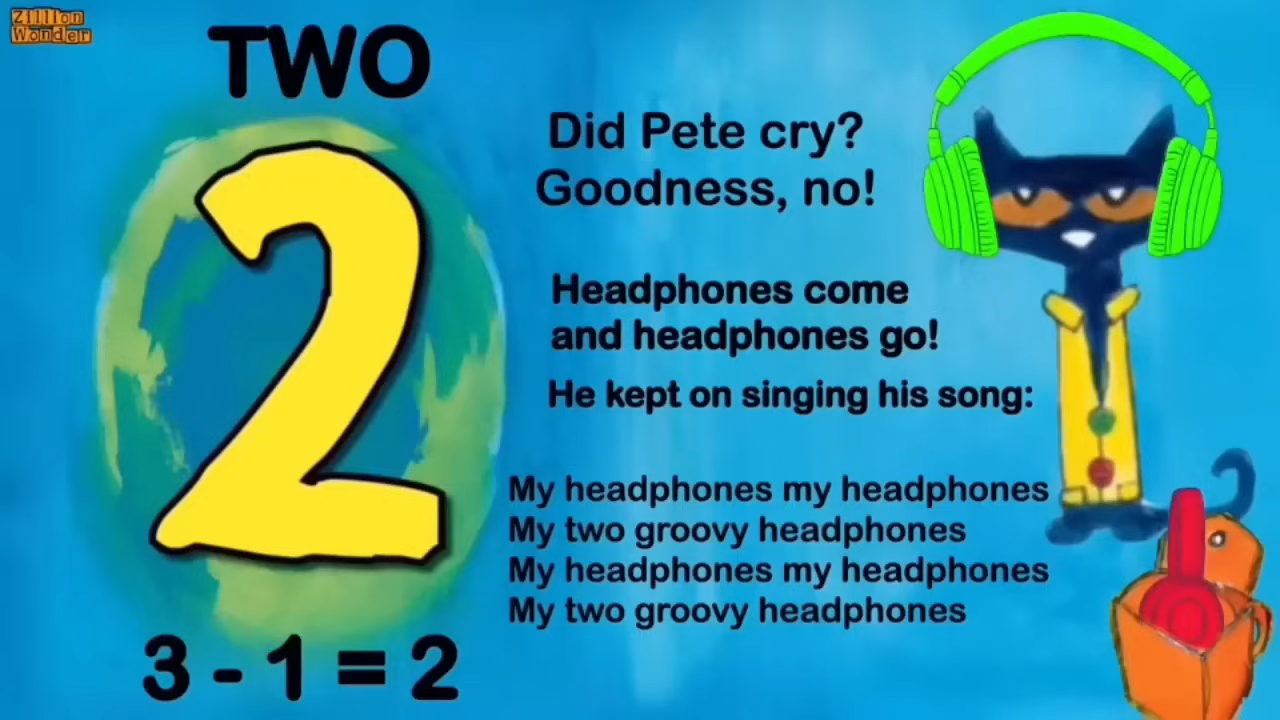 Zillion
Wonder
TWO
2
3 - 1 = 2
Did Pete cry?
Goodness, no!
Headphones come
and headphones go!
He kept on singing his song:
My headphones my headphones
My two groovy headphones
My headphones my headphones
My two groovy headphones